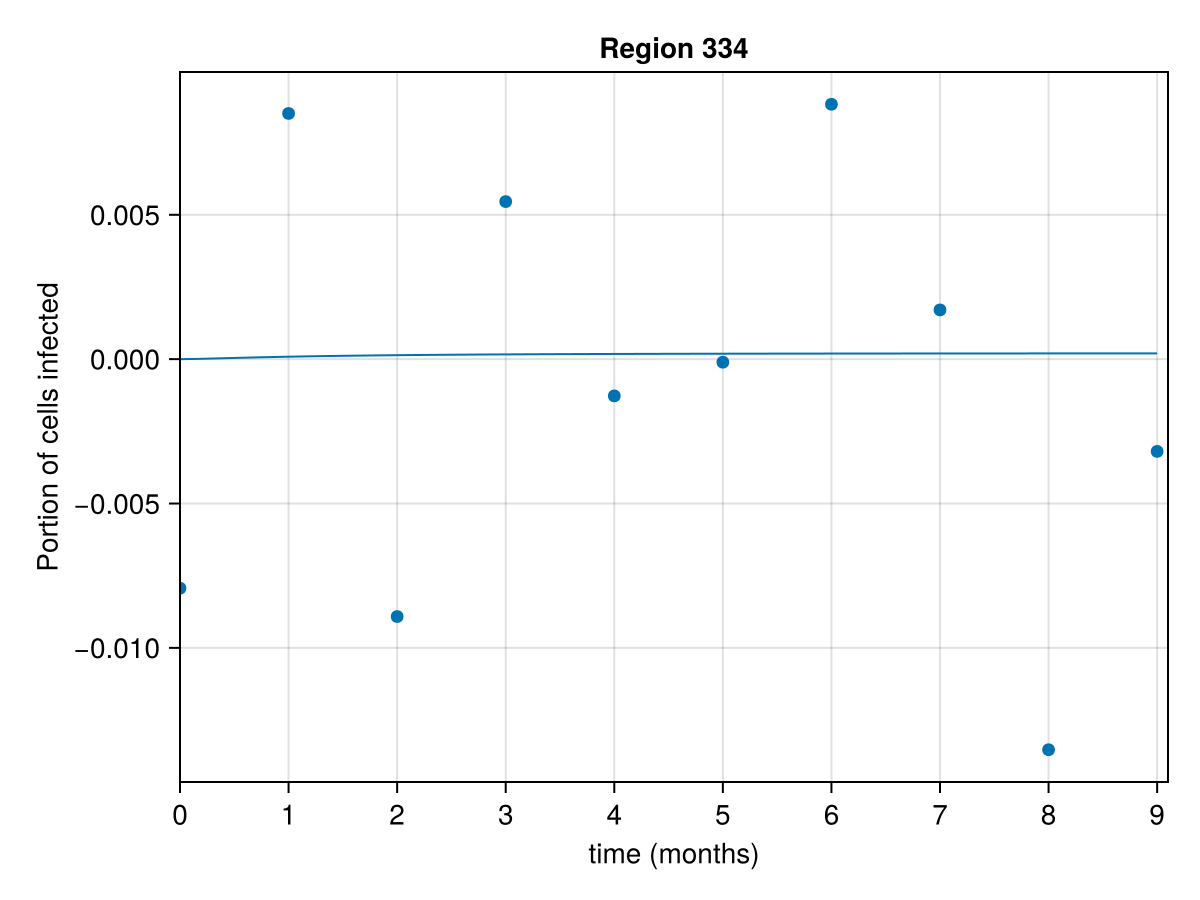 Region 334
Portion of cells infected
0.005
0.000
−0.005
−0.010
0 1 2 3 4 5 6 7 8 9
time (months)